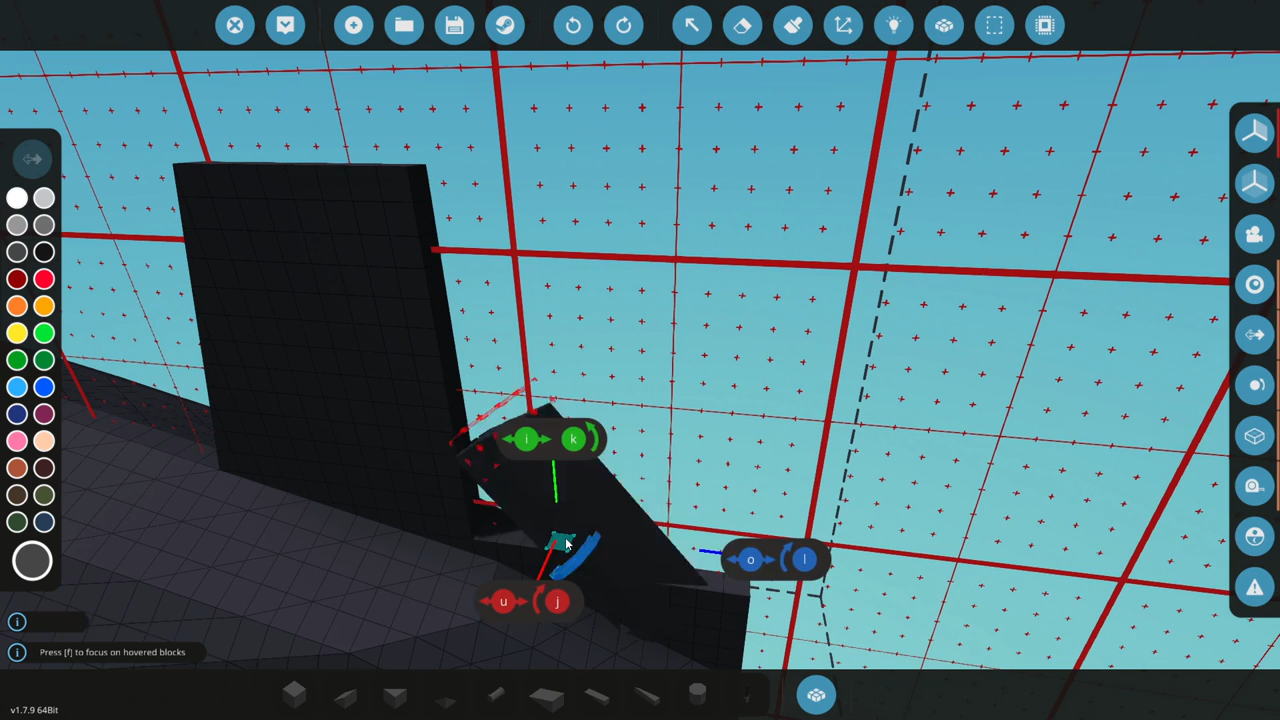 i k
o l
u j
Press [f] to focus on hovered blocks
v1.7.9 64Bit